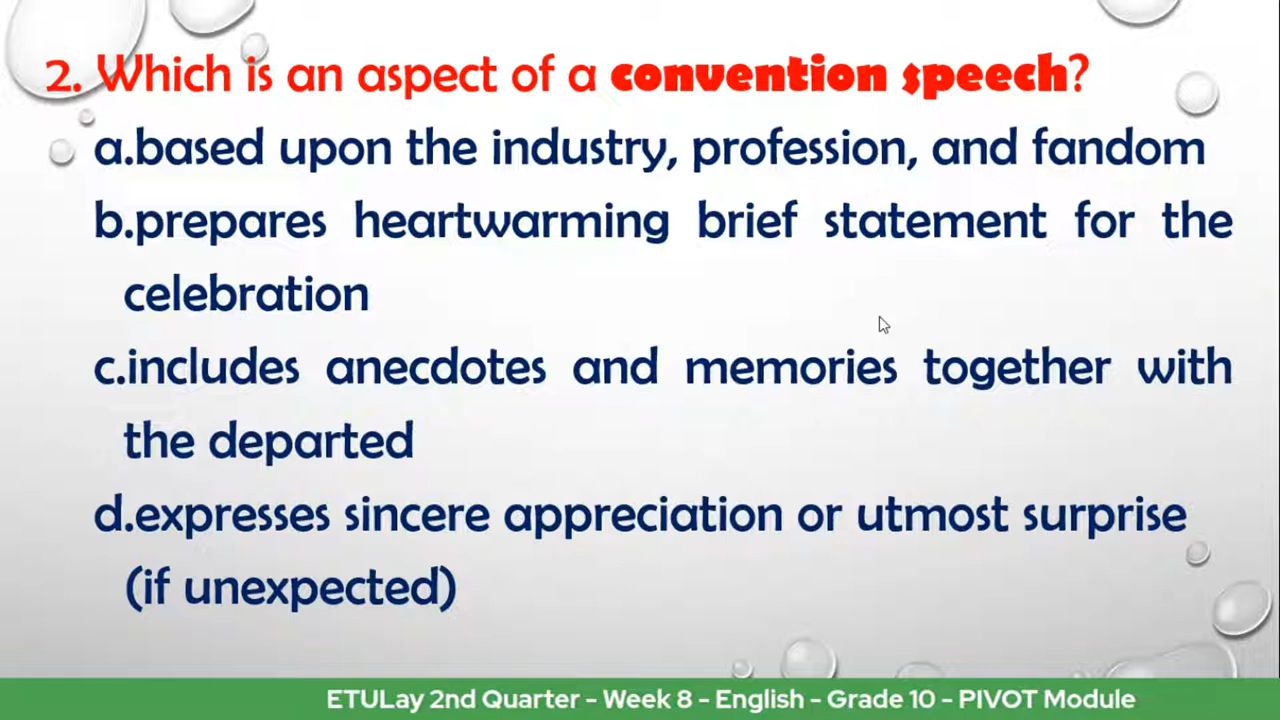 2. Which is an aspect of a convention speech?
a.based upon the industry, profession, and fandom
b.prepares heartwarming brief statement for the
celebration
c.includes anecdotes and memories together with
the departed
d.expresses sincere appreciation or utmost surprise
(if unexpected)
ETULay 2nd Quarter - Week 8 - English - Grade 10 - PIVOT Module